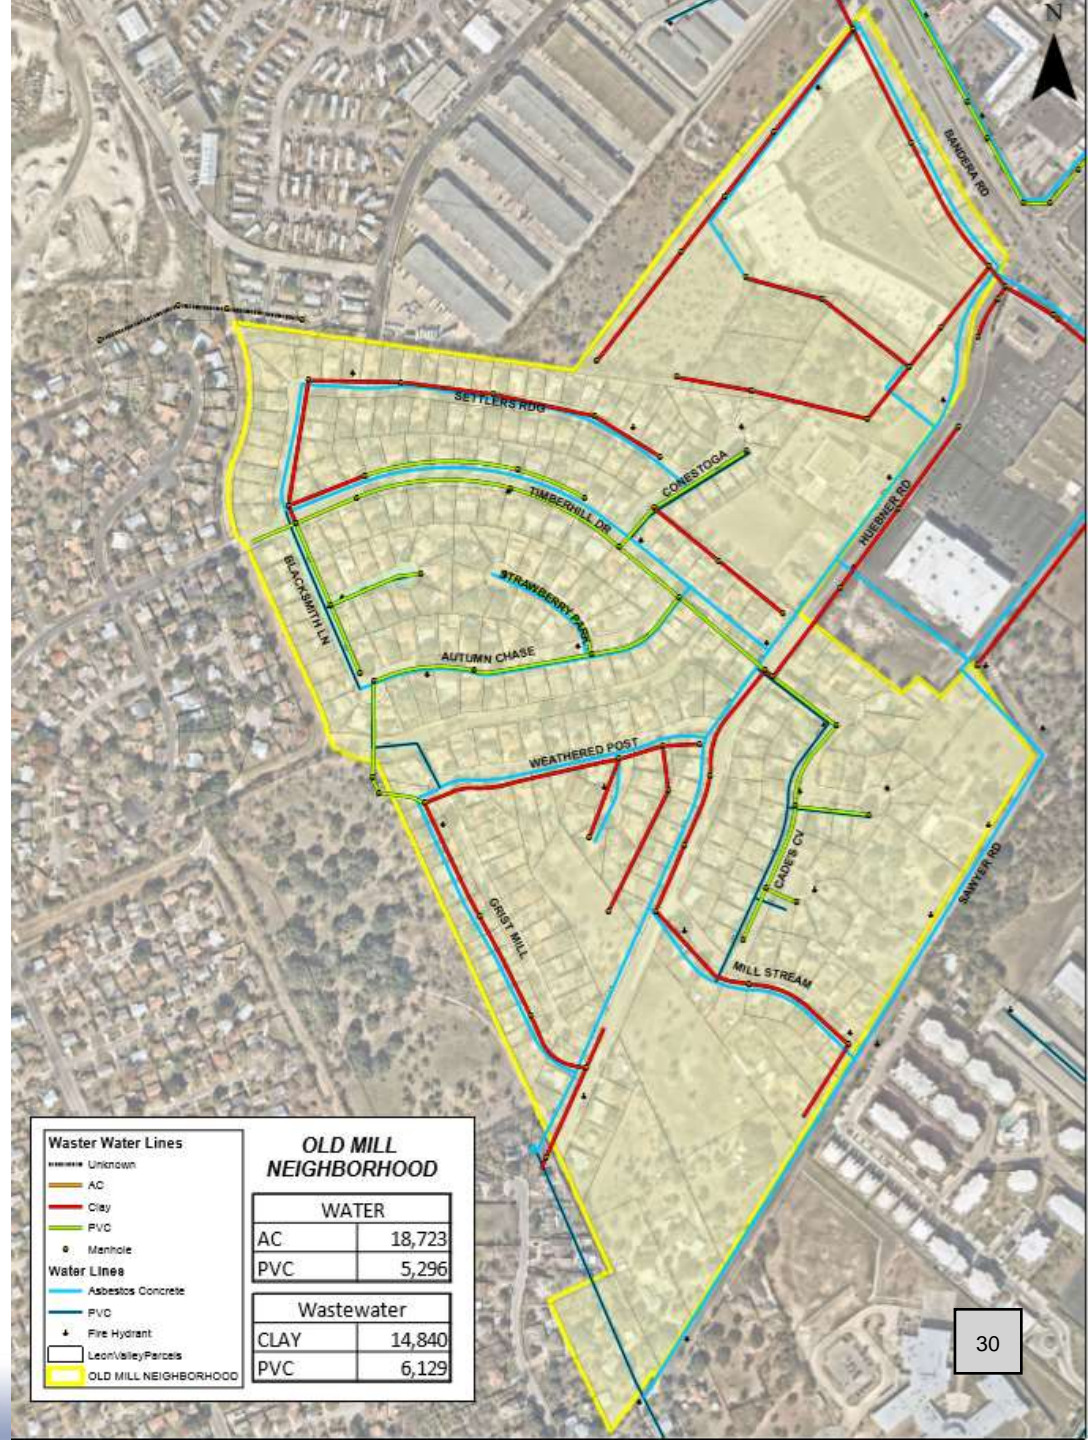 N
BANDERA RD
SETTLERS RDG
CONESTOGA
TIMBERHILL DR
HUEBNER RD
BLACKSMITH LN
STRAWBERRY PARK
AUTUMN CHASE
WEATHERED POST
CADE'S CV
SAWYER RD
GRIST MILL
MILL STREAM
Waster Water Lines
Unknown
AC
Clay
PVC
Manhole
Water Lines
Asbestos Concrete
PVC
Fire Hydrant
LeonValleyParcels
OLD MILL NEIGHBORHOOD
OLD MILL
NEIGHBORHOOD
WATER
AC 18,723
PVC 5,296
Wastewater
CLAY 14,840
PVC 6,129
30